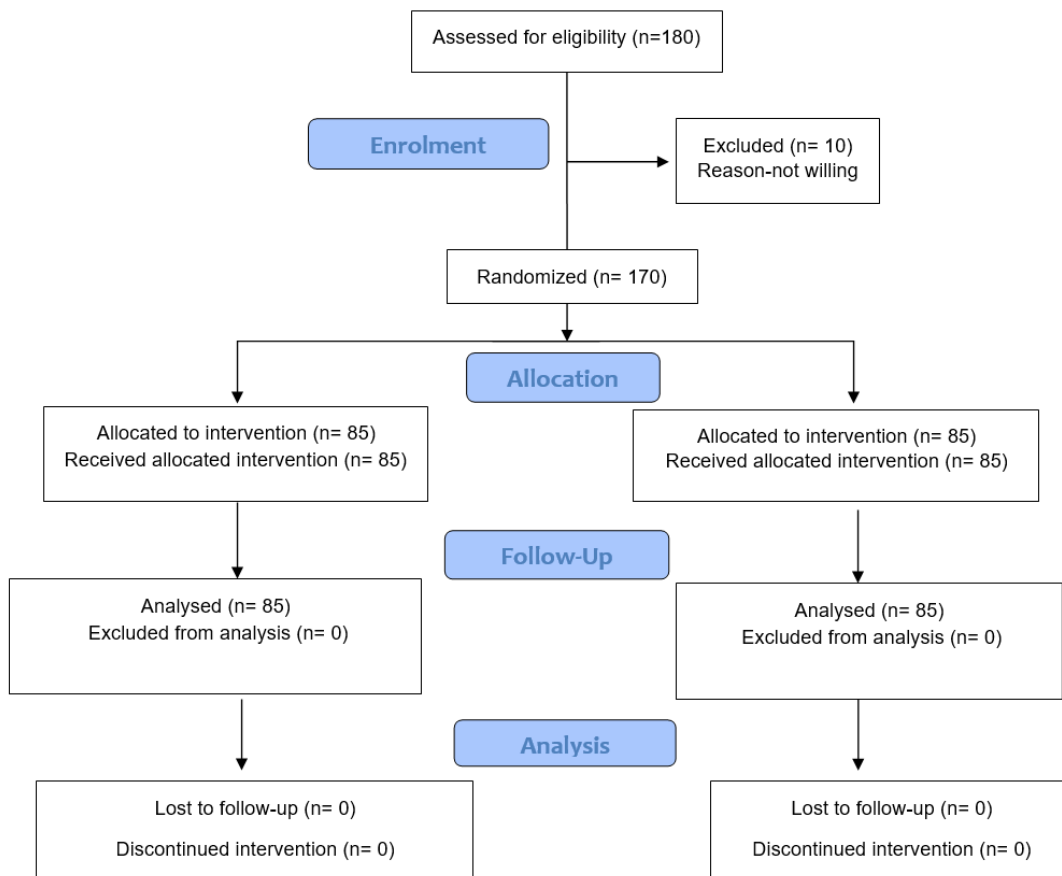 Assessed for eligibility (n=180)
Enrolment
Excluded (n= 10)
Reason-not willing
Randomized (n= 170)
Allocation
Allocated to intervention (n= 85)
Received allocated intervention (n= 85)
Allocated to intervention (n= 85)
Received allocated intervention (n= 85)
Follow-Up
Analysed (n= 85)
Excluded from analysis (n= 0)
Analysed (n= 85)
Excluded from analysis (n= 0)
Analysis
Lost to follow-up (n= 0)
Discontinued intervention (n= 0)
Lost to follow-up (n= 0)
Discontinued intervention (n= 0)